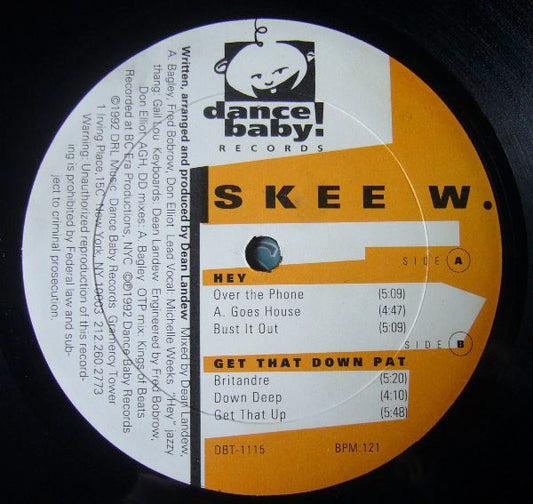 dance
baby!
RECORDS
SKEE W.
SIDE A
HEY
Over the Phone (5:09)
A. Goes House (4:47)
Bust It Out (5:09)
SIDE B
GET THAT DOWN PAT
Britandre (5:20)
Down Deep (4:10)
Get That Up (5:48)
DBT-1115 BPM:121
Written, arranged and produced by Dean Landew Mixed by Dean Landew,
A. Bagley, Fred Bobrow, Don Elliot Lead Vocal: Michelle Weeks "Hey" jazzy
thang: Gail Lou Keyboards: Dean Landew Engineered by Fred Bobrow,
Don Elliot, AGH, DD mixes: A. Bagley, OTP mix: Kings of Beats
Recorded at B.C. Era Productions, NYC ©℗1992 Dance Baby Records
©1992 DRL Music Dance Baby Records Gramercy Tower
1 Irving Place, 15C New York, NY 10003 212 260 2773
Warning: Unauthorized reproduction of this record-
ing is prohibited by Federal law and sub-
ject to criminal prosecution.